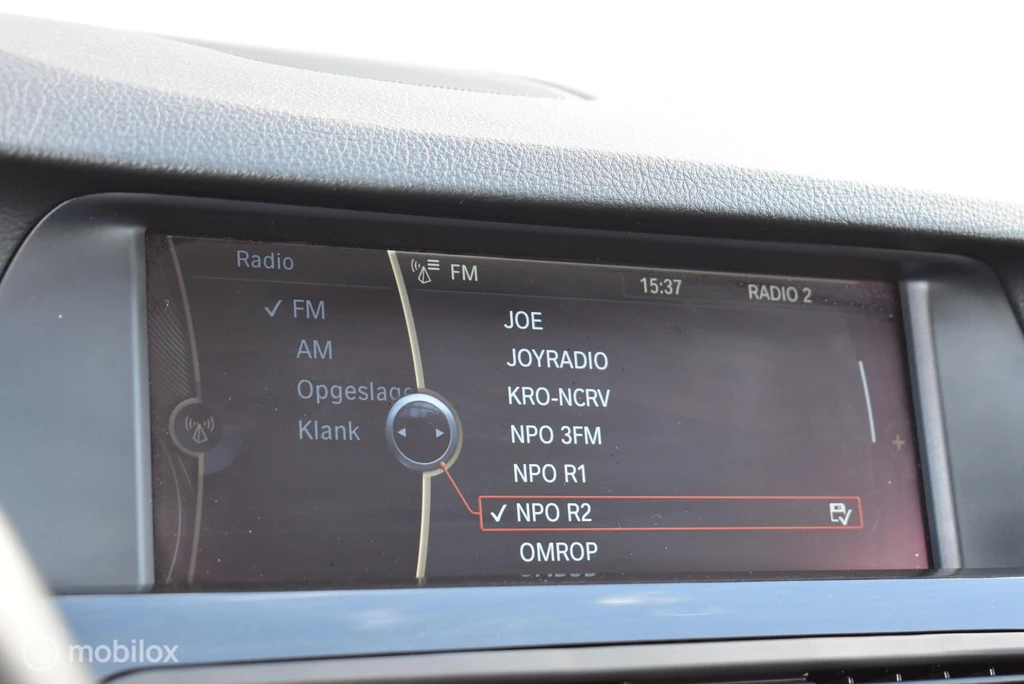 Radio
FM
AM
Opgeslage
Klank
FM
15:37
RADIO 2
JOE
JOYRADIO
KRO-NCRV
NPO 3FM
NPO R1
NPO R2
OMROP
mobilox